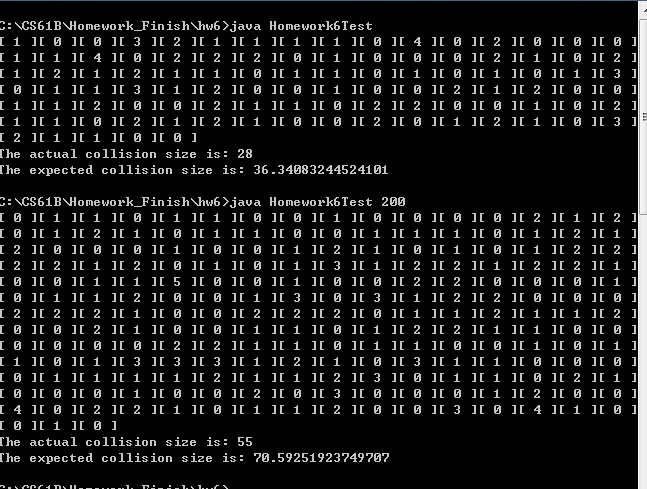 C:\CS61B\Homework_Finish\hw6>java Homework6Test
[ 1 ][ 0 ][ 0 ][ 3 ][ 2 ][ 1 ][ 1 ][ 1 ][ 1 ][ 0 ][ 4 ][ 0 ][ 2 ][ 0 ][ 0 ][ 0 ]
[ 1 ][ 1 ][ 4 ][ 0 ][ 2 ][ 2 ][ 2 ][ 0 ][ 0 ][ 1 ][ 0 ][ 0 ][ 2 ][ 1 ][ 0 ][ 2 ]
[ 1 ][ 2 ][ 1 ][ 2 ][ 1 ][ 1 ][ 0 ][ 1 ][ 0 ][ 0 ][ 1 ][ 0 ][ 1 ][ 0 ][ 1 ][ 3 ]
[ 0 ][ 1 ][ 1 ][ 3 ][ 1 ][ 2 ][ 0 ][ 0 ][ 1 ][ 0 ][ 0 ][ 2 ][ 1 ][ 2 ][ 0 ][ 0 ]
[ 1 ][ 1 ][ 2 ][ 0 ][ 0 ][ 2 ][ 1 ][ 1 ][ 0 ][ 2 ][ 2 ][ 0 ][ 0 ][ 1 ][ 0 ][ 2 ]
[ 1 ][ 1 ][ 0 ][ 2 ][ 1 ][ 2 ][ 1 ][ 0 ][ 0 ][ 2 ][ 0 ][ 1 ][ 2 ][ 1 ][ 0 ][ 3 ]
[ 2 ][ 1 ][ 1 ][ 0 ][ 0 ]
The actual collision size is: 28
The expected collision size is: 36.34083244524101
C:\CS61B\Homework_Finish\hw6>java Homework6Test 200
[ 0 ][ 1 ][ 1 ][ 0 ][ 1 ][ 1 ][ 0 ][ 0 ][ 1 ][ 0 ][ 0 ][ 0 ][ 0 ][ 2 ][ 1 ][ 2 ]
[ 0 ][ 1 ][ 2 ][ 1 ][ 0 ][ 1 ][ 1 ][ 0 ][ 0 ][ 1 ][ 1 ][ 1 ][ 0 ][ 1 ][ 2 ][ 1 ]
[ 2 ][ 0 ][ 0 ][ 0 ][ 1 ][ 0 ][ 0 ][ 1 ][ 2 ][ 1 ][ 0 ][ 1 ][ 0 ][ 1 ][ 2 ][ 2 ]
[ 2 ][ 2 ][ 1 ][ 2 ][ 0 ][ 1 ][ 0 ][ 1 ][ 3 ][ 1 ][ 2 ][ 2 ][ 1 ][ 2 ][ 2 ][ 1 ]
[ 0 ][ 0 ][ 1 ][ 1 ][ 5 ][ 0 ][ 0 ][ 0 ][ 1 ][ 0 ][ 2 ][ 2 ][ 0 ][ 0 ][ 0 ][ 0 ]
[ 0 ][ 1 ][ 1 ][ 2 ][ 0 ][ 0 ][ 1 ][ 3 ][ 0 ][ 3 ][ 1 ][ 2 ][ 2 ][ 0 ][ 0 ][ 0 ]
[ 2 ][ 2 ][ 2 ][ 1 ][ 0 ][ 0 ][ 2 ][ 2 ][ 2 ][ 0 ][ 0 ][ 1 ][ 1 ][ 2 ][ 1 ][ 1 ]
[ 0 ][ 0 ][ 2 ][ 1 ][ 0 ][ 0 ][ 1 ][ 1 ][ 0 ][ 1 ][ 2 ][ 2 ][ 1 ][ 1 ][ 0 ][ 0 ]
[ 0 ][ 0 ][ 0 ][ 0 ][ 2 ][ 2 ][ 1 ][ 1 ][ 0 ][ 1 ][ 1 ][ 0 ][ 0 ][ 1 ][ 0 ][ 1 ]
[ 1 ][ 0 ][ 1 ][ 3 ][ 3 ][ 3 ][ 1 ][ 2 ][ 1 ][ 0 ][ 3 ][ 1 ][ 1 ][ 0 ][ 0 ][ 0 ]
[ 0 ][ 1 ][ 1 ][ 1 ][ 1 ][ 2 ][ 1 ][ 1 ][ 2 ][ 3 ][ 0 ][ 1 ][ 1 ][ 0 ][ 2 ][ 1 ]
[ 0 ][ 0 ][ 0 ][ 1 ][ 0 ][ 0 ][ 2 ][ 0 ][ 3 ][ 0 ][ 0 ][ 0 ][ 1 ][ 2 ][ 0 ][ 0 ]
[ 4 ][ 0 ][ 2 ][ 2 ][ 1 ][ 0 ][ 1 ][ 1 ][ 2 ][ 0 ][ 0 ][ 3 ][ 0 ][ 4 ][ 1 ][ 0 ]
[ 0 ][ 1 ][ 0 ]
The actual collision size is: 55
The expected collision size is: 70.59251923749707
C:\CS61B\Homework_Finish\hw6>